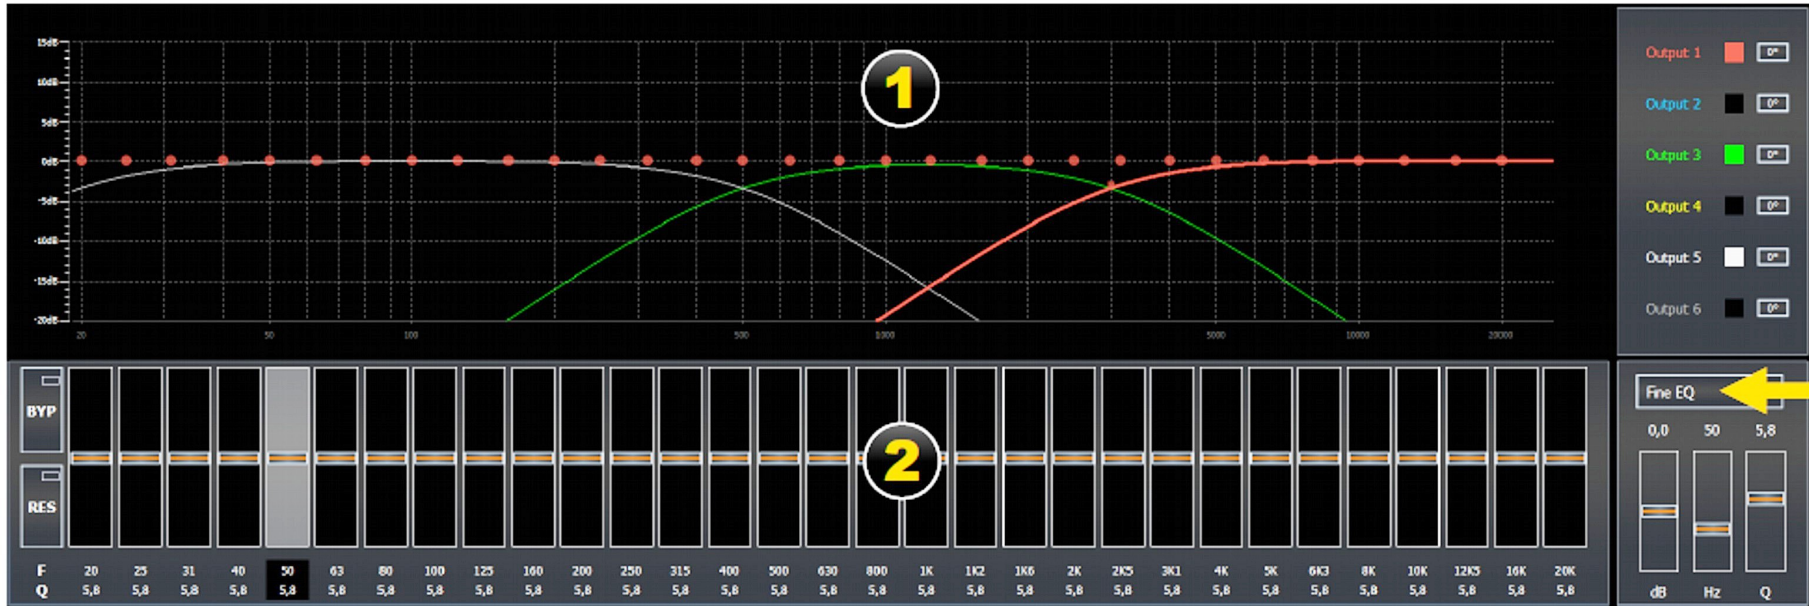 15dB
10dB
5dB
0dB
-5dB
-10dB
-15dB
-20dB
20 50 100 500 1000 5000 10000 20000
1
Output 1 0°
Output 2 0°
Output 3 0°
Output 4 0°
Output 5 0°
Output 6 0°
BYP
RES
2
F 20 25 31 40 50 63 80 100 125 160 200 250 315 400 500 630 800 1K 1K2 1K6 2K 2K5 3K1 4K 5K 6K3 8K 10K 12K5 16K 20K
Q 5,8 5,8 5,8 5,8 5,8 5,8 5,8 5,8 5,8 5,8 5,8 5,8 5,8 5,8 5,8 5,8 5,8 5,8 5,8 5,8 5,8 5,8 5,8 5,8 5,8 5,8 5,8 5,8 5,8 5,8 5,8
Fine EQ
0,0 50 5,8
dB Hz Q